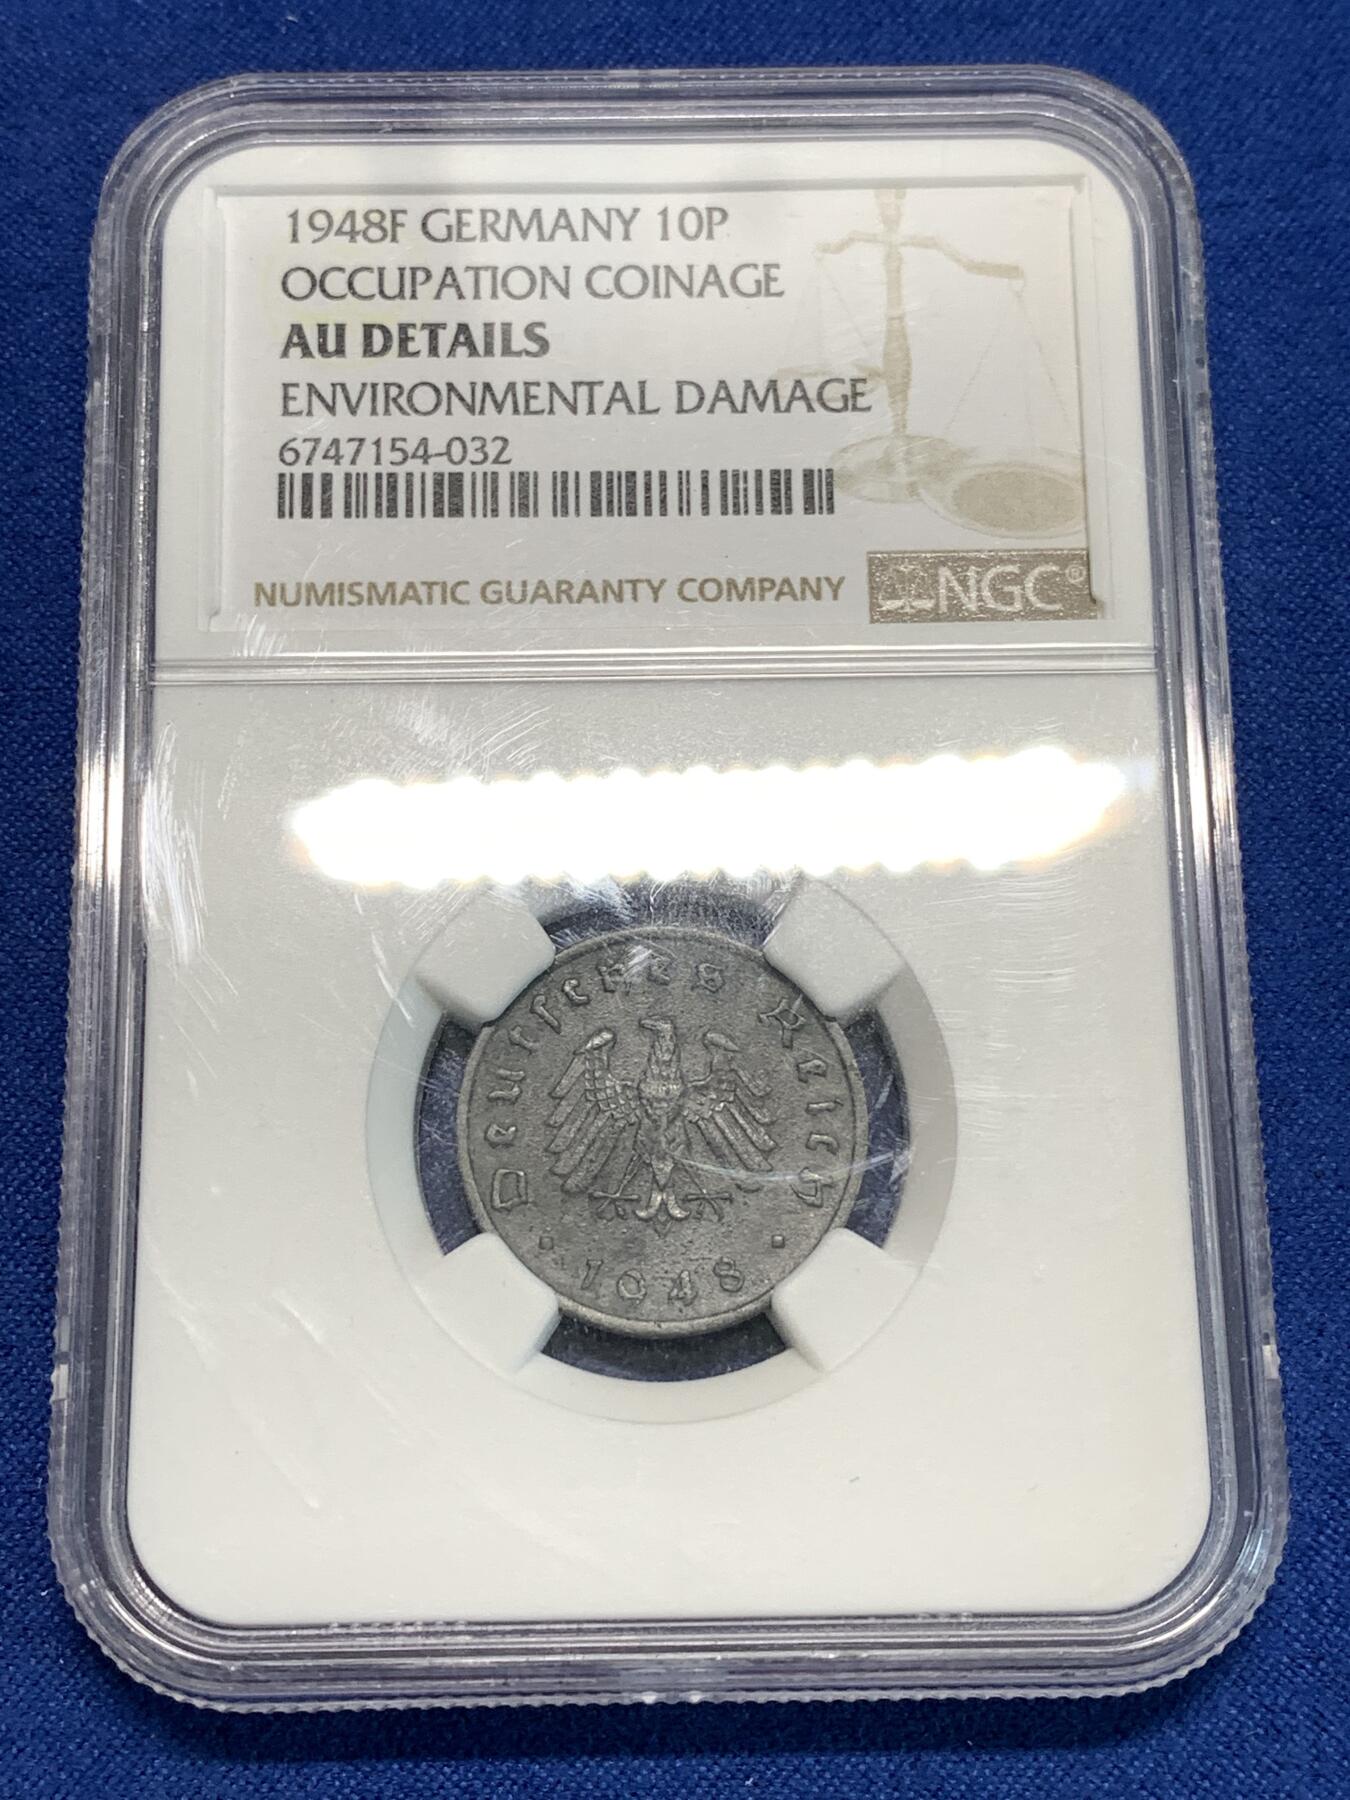 1948F GERMANY 10P
OCCUPATION COINAGE
AU DETAILS
ENVIRONMENTAL DAMAGE
6747154-032
NUMISMATIC GUARANTY COMPANY
NGC®
Deutsches Reich
1948